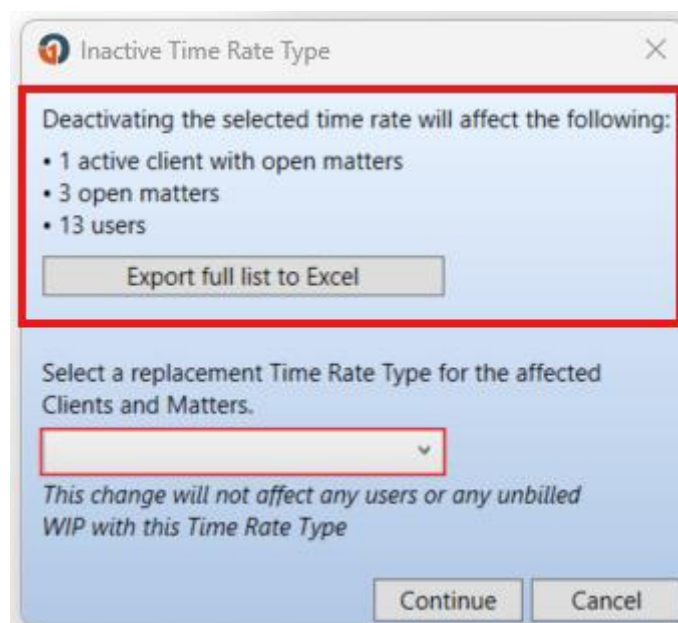 Inactive Time Rate Type
Deactivating the selected time rate will affect the following:
• 1 active client with open matters
• 3 open matters
• 13 users
Export full list to Excel
Select a replacement Time Rate Type for the affected
Clients and Matters.
This change will not affect any users or any unbilled
WIP with this Time Rate Type
Continue
Cancel